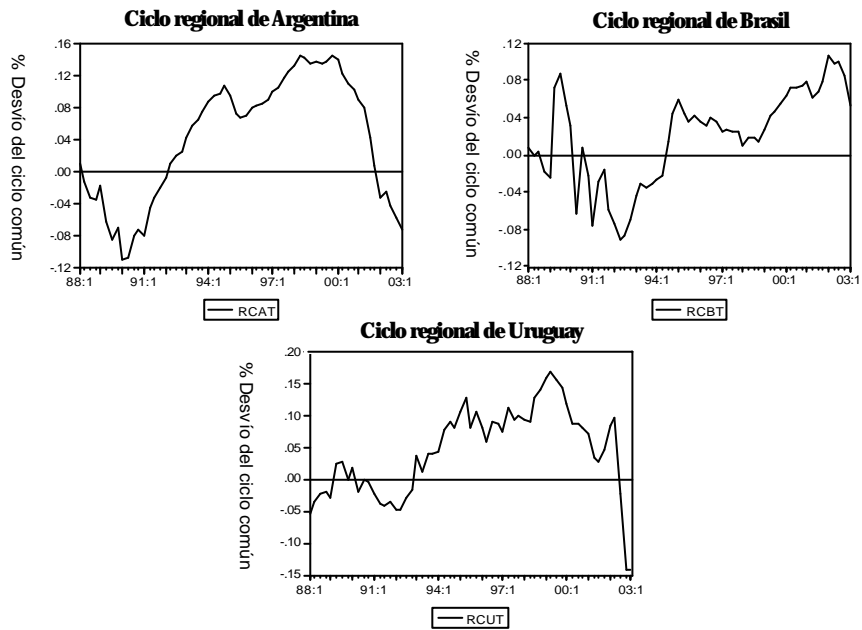 Ciclo regional de Argentina
% Desvío del ciclo común
.16
.12
.08
.04
.00
-.04
-.08
-.12
88:1 91:1 94:1 97:1 00:1 03:1
RCAT
Ciclo regional de Brasil
% Desvío del ciclo común
.12
.08
.04
.00
-.04
-.08
-.12
88:1 91:1 94:1 97:1 00:1 03:1
RCBT
Ciclo regional de Uruguay
% Desvío del ciclo común
.20
.15
.10
.05
.00
-.05
-.10
-.15
88:1 91:1 94:1 97:1 00:1 03:1
RCUT